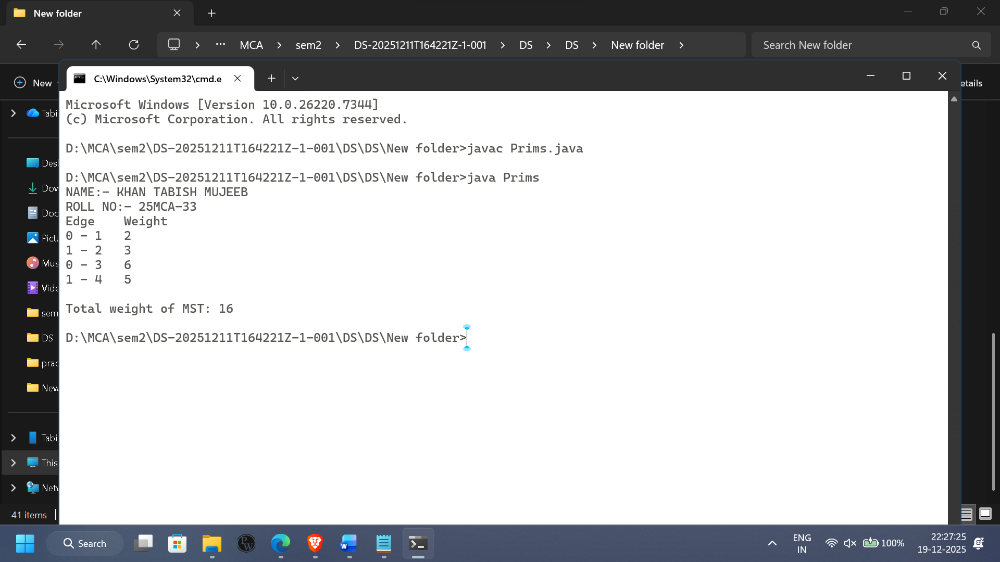 New folder
MCA sem2 DS-20251211T164221Z-1-001 DS DS New folder
Search New folder
New
C:\Windows\System32\cmd.e
etails
Microsoft Windows [Version 10.0.26220.7344]
(c) Microsoft Corporation. All rights reserved.
D:\MCA\sem2\DS-20251211T164221Z-1-001\DS\DS\New folder>javac Prims.java
D:\MCA\sem2\DS-20251211T164221Z-1-001\DS\DS\New folder>java Prims
NAME:- KHAN TABISH MUJEEB
ROLL NO:- 25MCA-33
Edge Weight
0 - 1 2
1 - 2 3
0 - 3 6
1 - 4 5
Total weight of MST: 16
D:\MCA\sem2\DS-20251211T164221Z-1-001\DS\DS\New folder>
Tabi
Desl
Dow
Doc
Pictu
Mus
Vide
sem
DS
prac
New
Tabi
This
Netw
41 items
Search
PW
ENG
IN
100%
22:27:25
19-12-2025